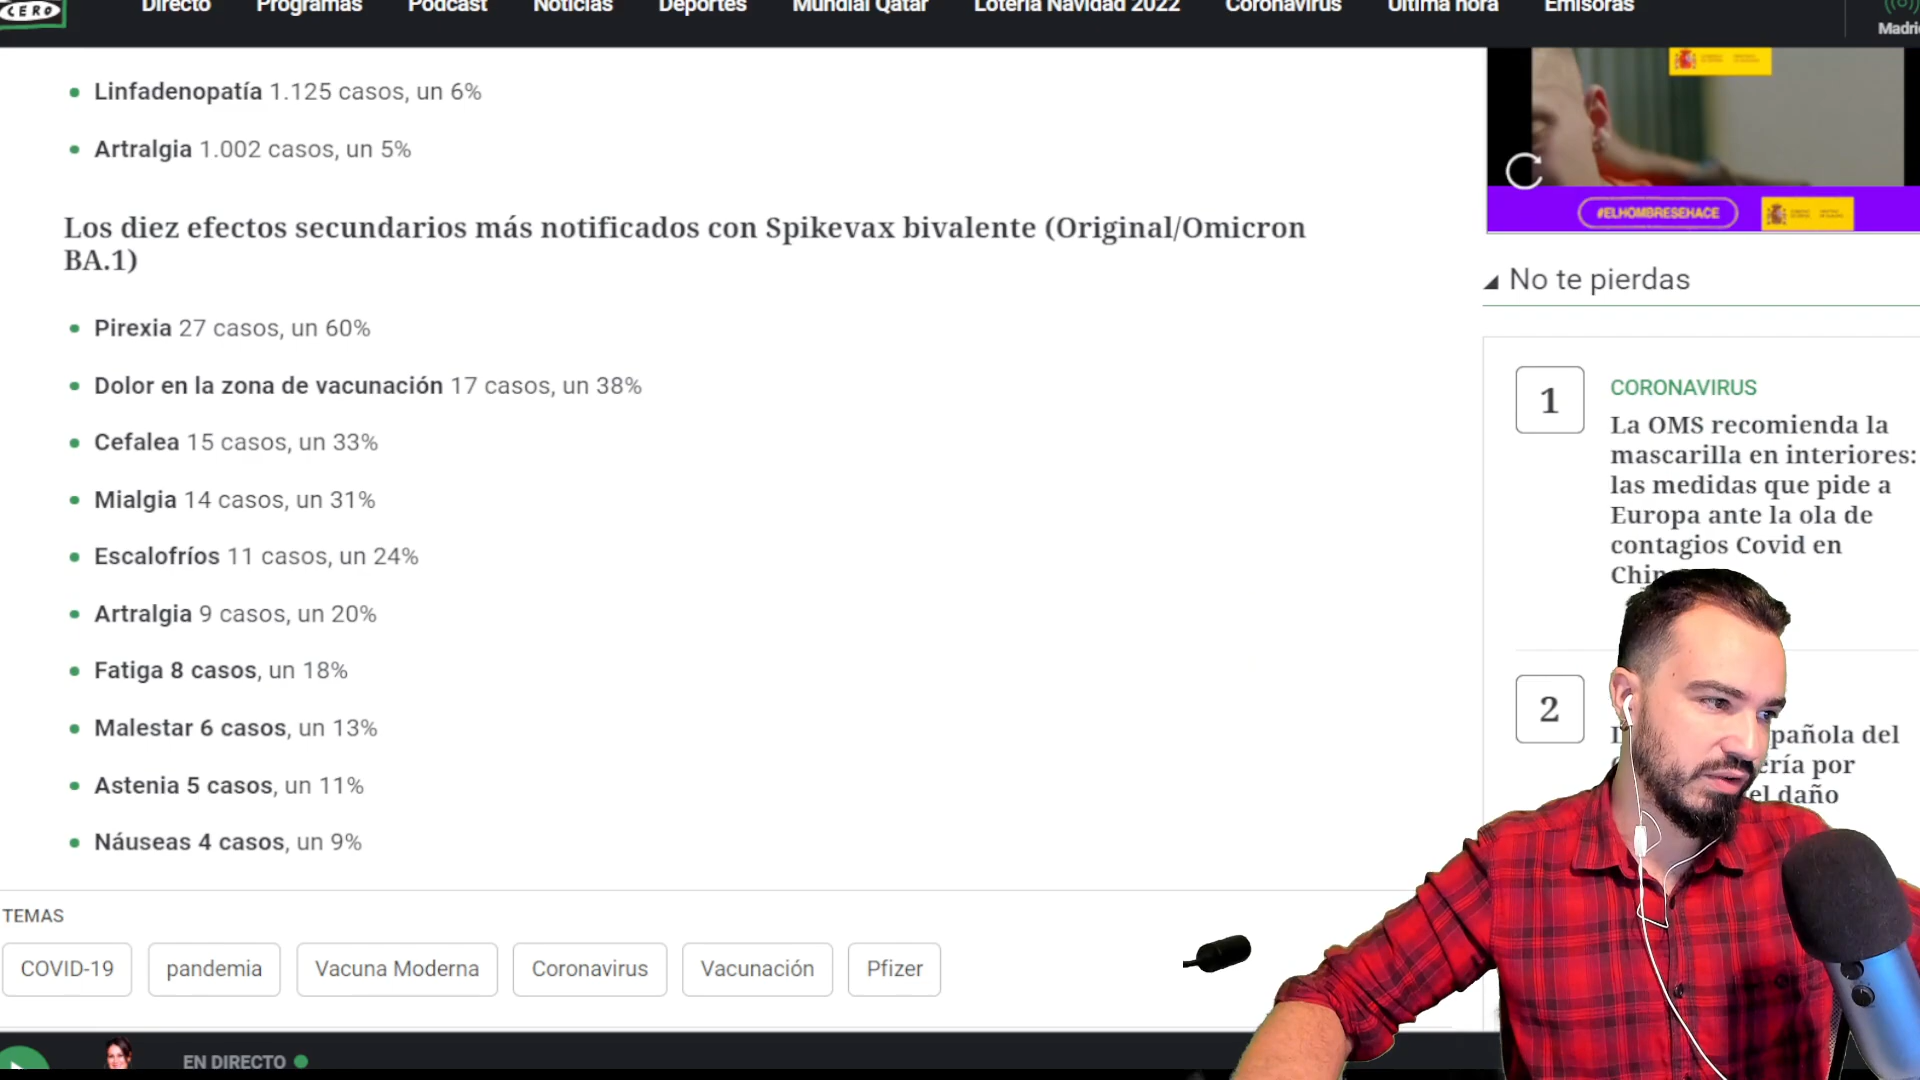 CERO
Directo Programas Podcast Noticias Deportes Mundial Qatar Lotería Navidad 2022 Coronavirus Última hora Emisoras
Madri
Linfadenopatía 1.125 casos, un 6%
Artralgia 1.002 casos, un 5%
Los diez efectos secundarios más notificados con Spikevax bivalente (Original/Omicron
BA.1)
Pirexia 27 casos, un 60%
Dolor en la zona de vacunación 17 casos, un 38%
Cefalea 15 casos, un 33%
Mialgia 14 casos, un 31%
Escalofríos 11 casos, un 24%
Artralgia 9 casos, un 20%
Fatiga 8 casos, un 18%
Malestar 6 casos, un 13%
Astenia 5 casos, un 11%
Náuseas 4 casos, un 9%
TEMAS
COVID-19 pandemia Vacuna Moderna Coronavirus Vacunación Pfizer
EN DIRECTO
#ELHOMBRESEHACE
No te pierdas
1
CORONAVIRUS
La OMS recomienda la
mascarilla en interiores:
las medidas que pide a
Europa ante la ola de
contagios Covid en
Chin
2
pañola del
ería por
el daño